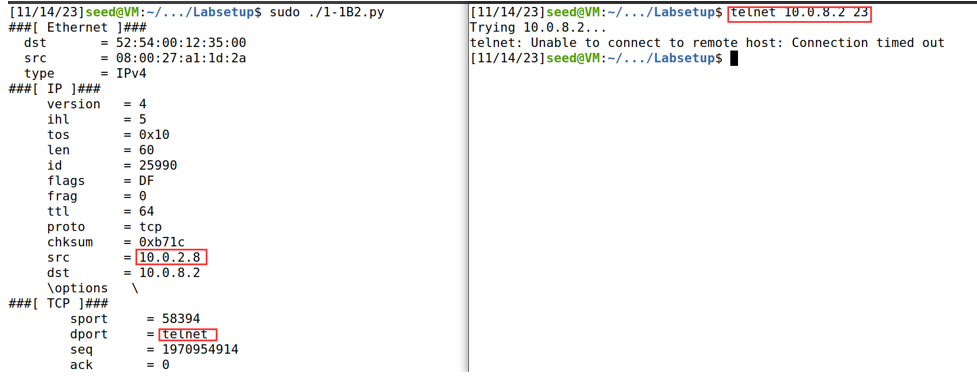 [11/14/23]seed@VM:~/.../Labsetup$ sudo ./1-1B2.py
###[ Ethernet ]###
  dst       = 52:54:00:12:35:00
  src       = 08:00:27:a1:1d:2a
  type      = IPv4
###[ IP ]###
     version   = 4
     ihl       = 5
     tos       = 0x10
     len       = 60
     id        = 25990
     flags     = DF
     frag      = 0
     ttl       = 64
     proto     = tcp
     chksum    = 0xb71c
     src       = 10.0.2.8
     dst       = 10.0.8.2
     \options   \
###[ TCP ]###
        sport     = 58394
        dport     = telnet
        seq       = 1970954914
        ack       = 0
[11/14/23]seed@VM:~/.../Labsetup$ telnet 10.0.8.2 23
Trying 10.0.8.2...
telnet: Unable to connect to remote host: Connection timed out
[11/14/23]seed@VM:~/.../Labsetup$